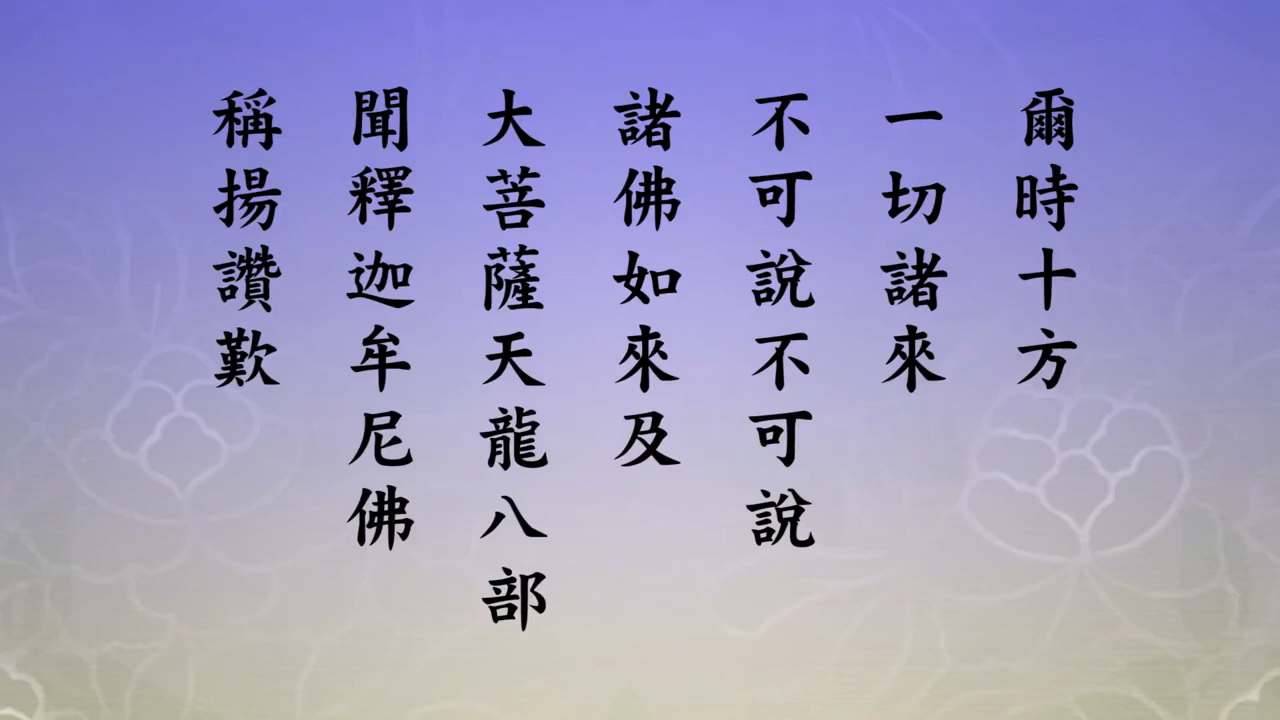 爾時十方
一切諸來
不可說不可說
諸佛如來及
大菩薩天龍八部
聞釋迦牟尼佛
稱揚讚歎